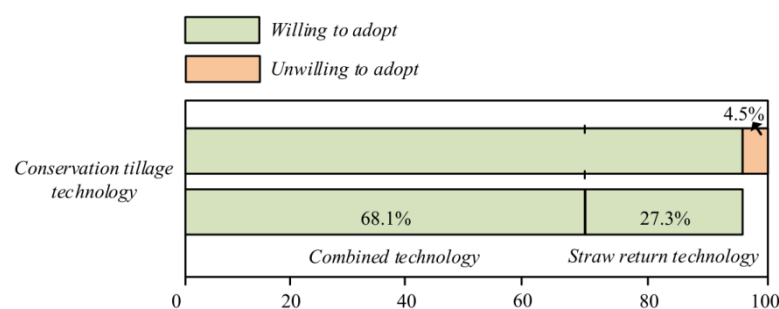 Willing to adopt
Unwilling to adopt
4.5%
Conservation tillage
technology
68.1%
27.3%
Combined technology
Straw return technology
0
20
40
60
80
100